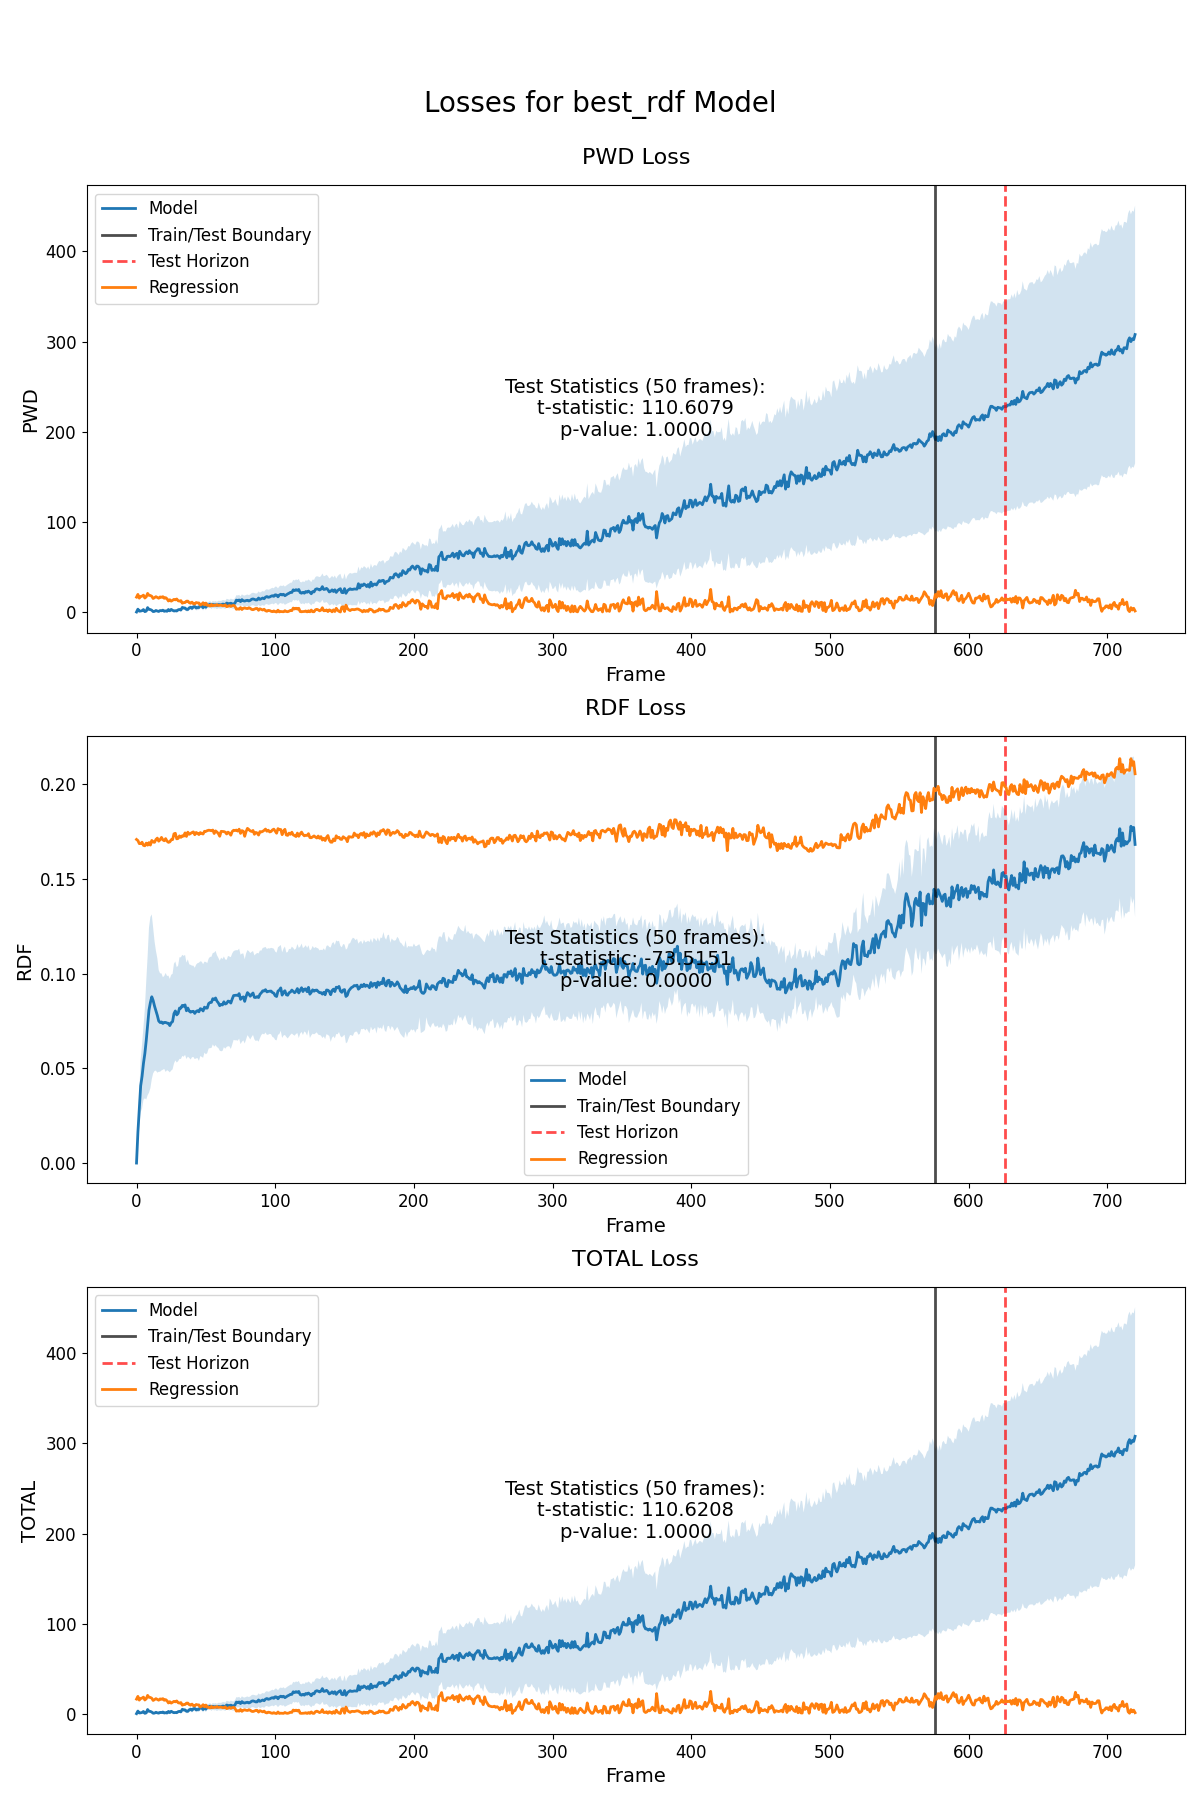 Losses for best_rdf Model
PWD Loss
Model
Train/Test Boundary
Test Horizon
Regression
400
300
200
100
0
PWD
Test Statistics (50 frames):
t-statistic: 110.6079
p-value: 1.0000
0 100 200 300 400 500 600 700
Frame
RDF Loss
0.20
0.15
0.10
0.05
0.00
RDF
Test Statistics (50 frames):
t-statistic: -73.5151
p-value: 0.0000
Model
Train/Test Boundary
Test Horizon
Regression
0 100 200 300 400 500 600 700
Frame
TOTAL Loss
Model
Train/Test Boundary
Test Horizon
Regression
400
300
200
100
0
TOTAL
Test Statistics (50 frames):
t-statistic: 110.6208
p-value: 1.0000
0 100 200 300 400 500 600 700
Frame